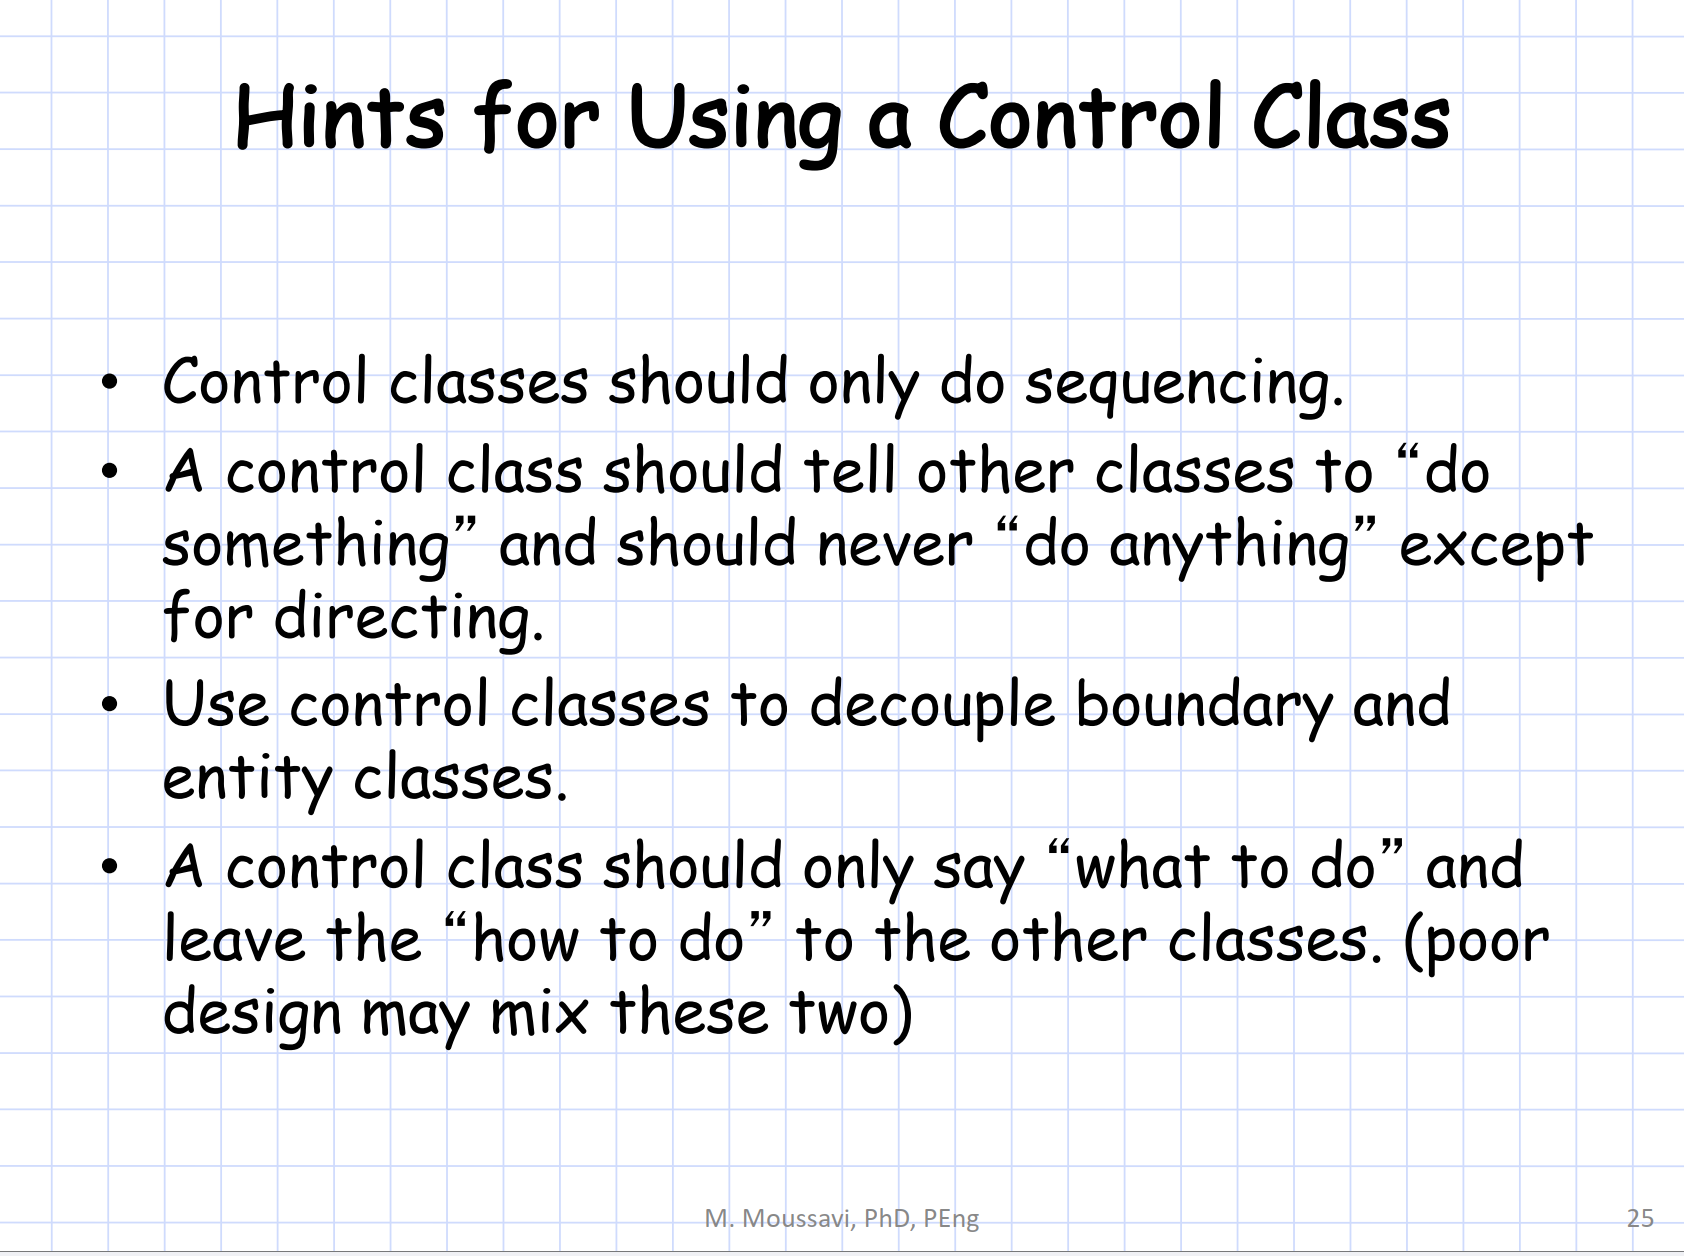 Hints for Using a Control Class
• Control classes should only do sequencing.
• A control class should tell other classes to “do
something” and should never “do anything” except
for directing.
• Use control classes to decouple boundary and
entity classes.
• A control class should only say “what to do” and
leave the “how to do” to the other classes. (poor
design may mix these two)
M. Moussavi, PhD, PEng
25